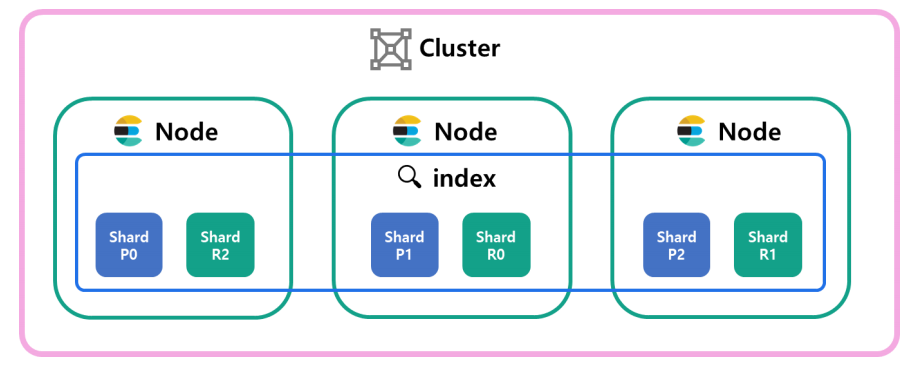 Cluster
Node
Node
Node
index
Shard
P0
Shard
R2
Shard
P1
Shard
R0
Shard
P2
Shard
R1